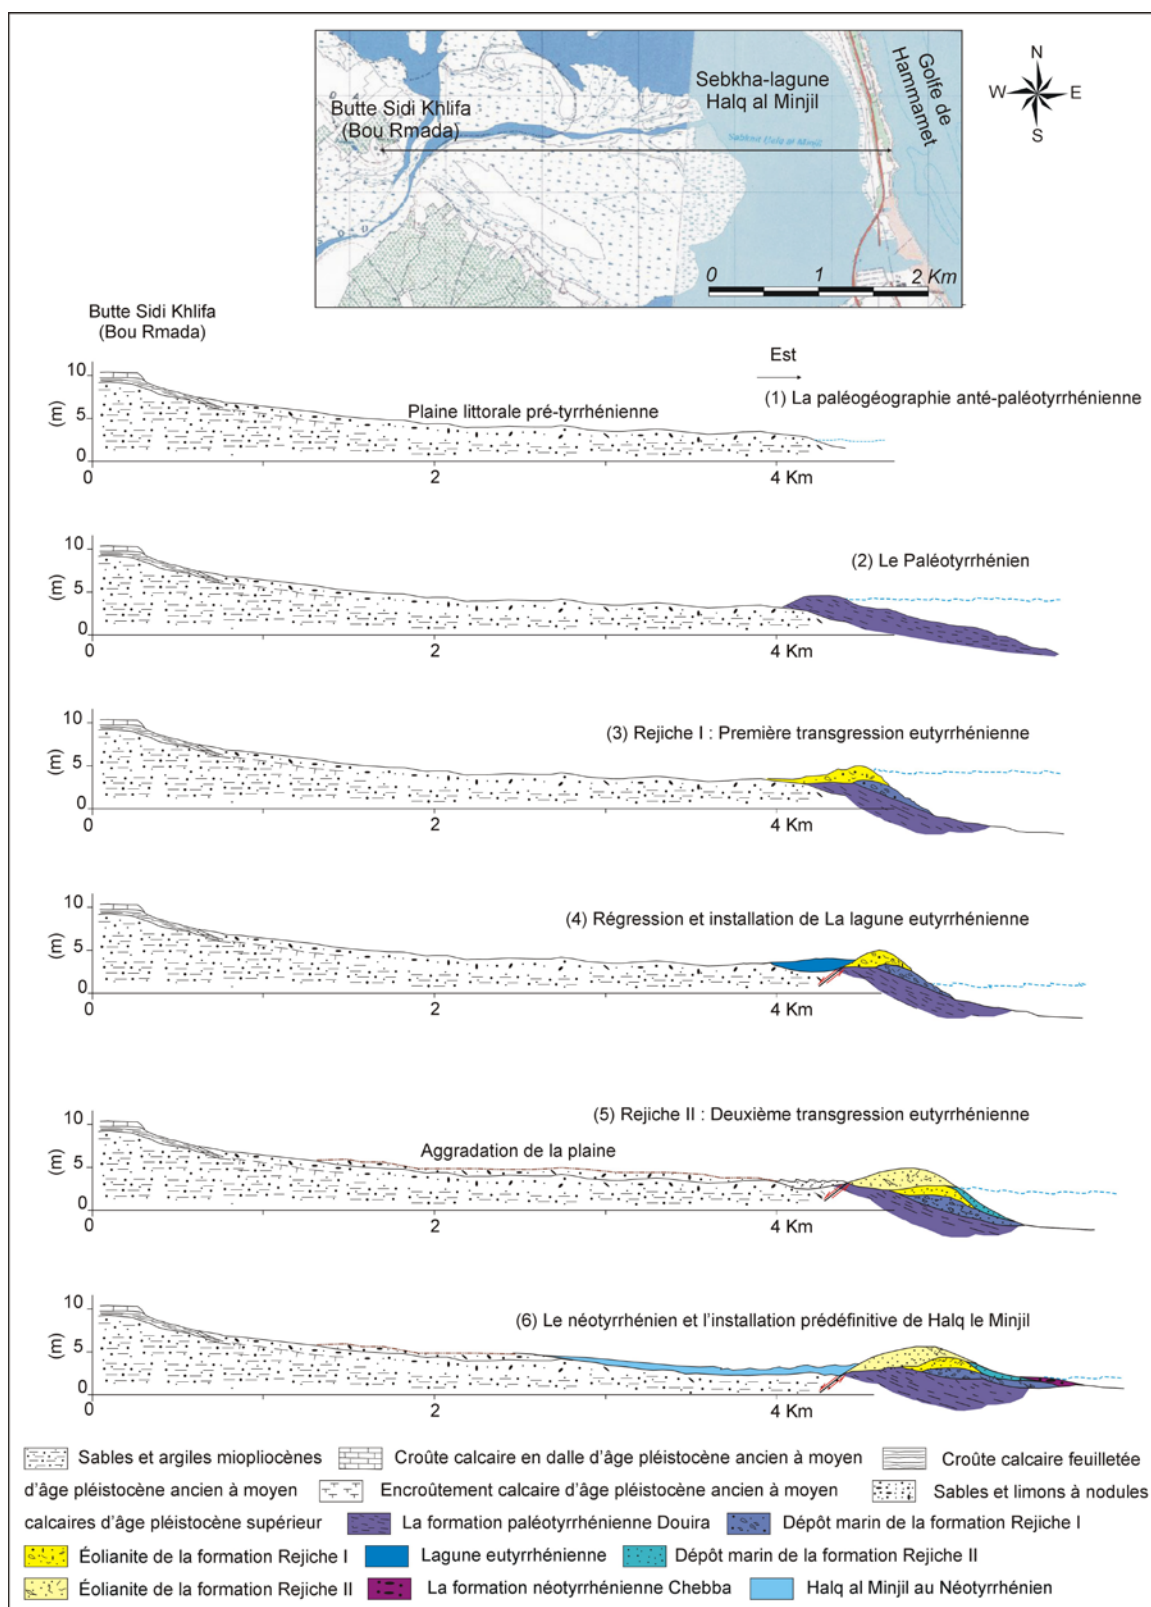 N
W E
S
Butte Sidi Khlifa
(Bou Rmada)
Sebkha-lagune
Halq al Minjil
Golfe de
Hammamet
0 1 2 Km
Butte Sidi Khlifa
(Bou Rmada)
Est
(1) La paléogéographie anté-paléotyrrhénienne
Plaine littorale pré-tyrrhénienne
10
5
0
(m)
0 2 4 Km
(2) Le Paléotyrrhénien
10
5
0
(m)
0 2 4 Km
(3) Rejiche I : Première transgression eutyrrhénienne
10
5
0
(m)
0 2 4 Km
(4) Régression et installation de La lagune eutyrrhénienne
10
5
0
(m)
0 2 4 Km
(5) Rejiche II : Deuxième transgression eutyrrhénienne
Aggradation de la plaine
10
5
0
(m)
0 2 4 Km
(6) Le néotyrrhénien et l'installation prédéfinitive de Halq le Minjil
10
5
0
(m)
0 2 4 Km
Sables et argiles miopliocènes Croûte calcaire en dalle d'âge pléistocène ancien à moyen Croûte calcaire feuilletée
d'âge pléistocène ancien à moyen Encroûtement calcaire d'âge pléistocène ancien à moyen Sables et limons à nodules
calcaires d'âge pléistocène supérieur La formation paléotyrrhénienne Douira Dépôt marin de la formation Rejiche I
Éolianite de la formation Rejiche I Lagune eutyrrhénienne Dépôt marin de la formation Rejiche II
Éolianite de la formation Rejiche II La formation néotyrrhénienne Chebba Halq al Minjil au Néotyrrhénien